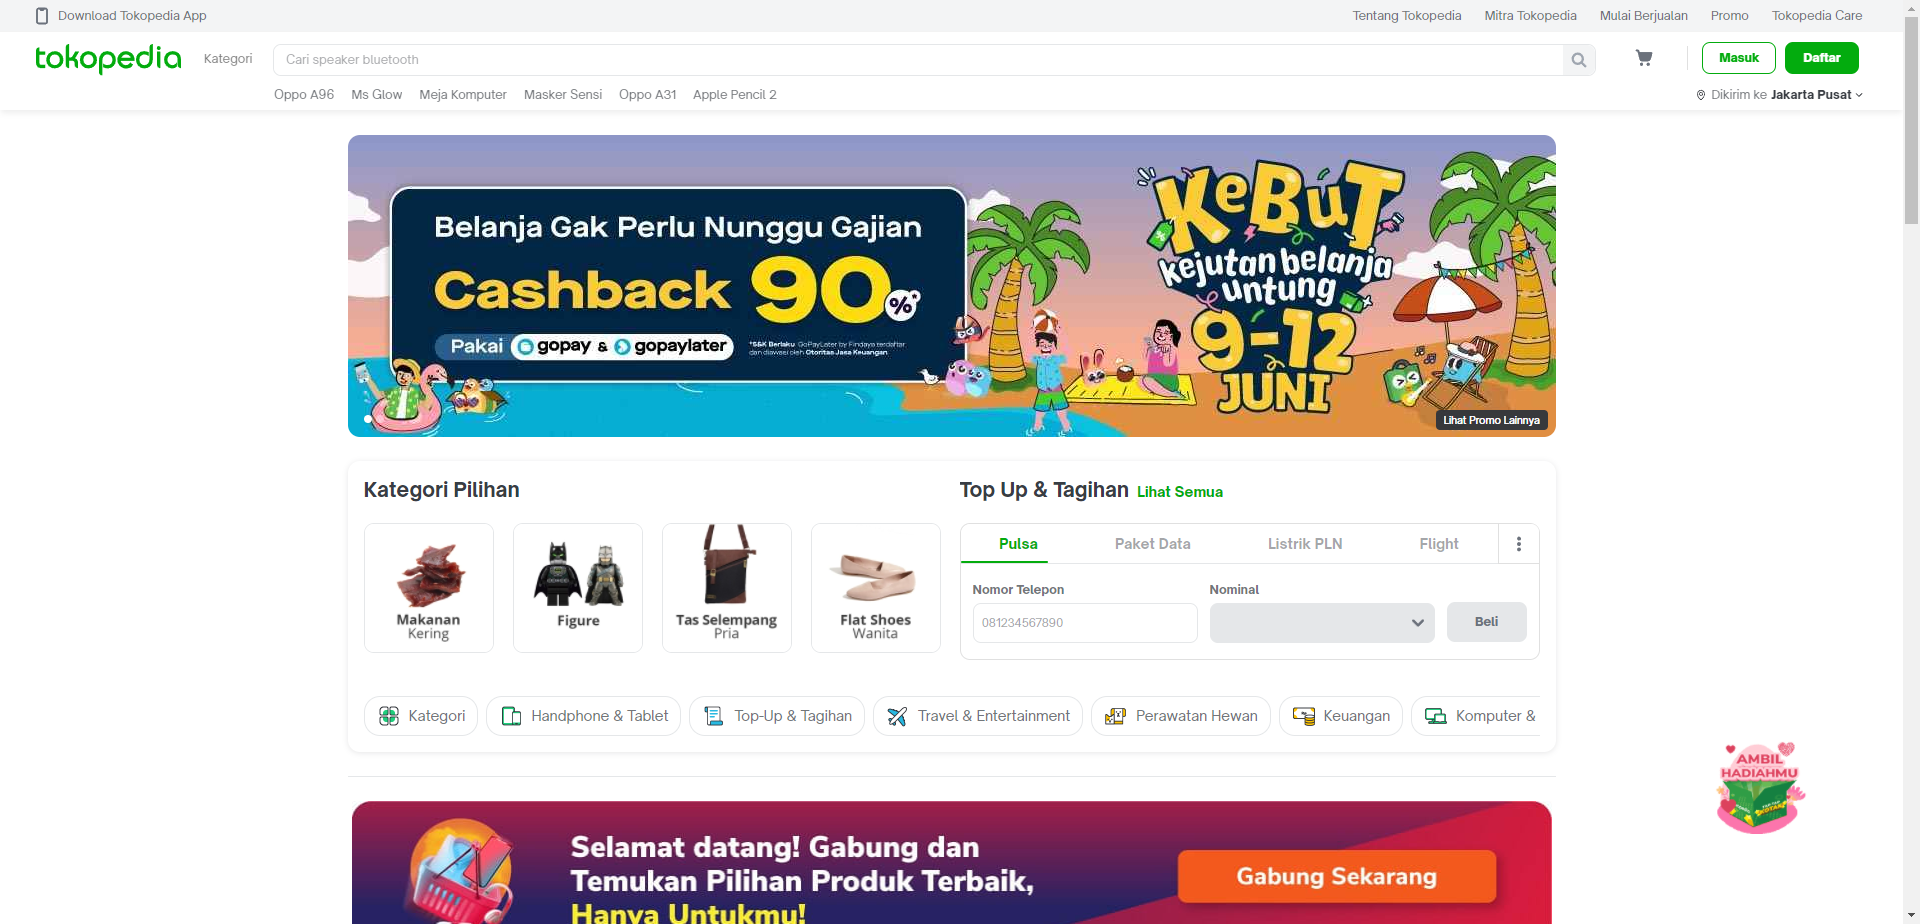 Download Tokopedia App
Tentang Tokopedia
Mitra Tokopedia
Mulai Berjualan
Promo
Tokopedia Care
tokopedia
Kategori
Cari speaker bluetooth
Masuk
Daftar
Oppo A96
Ms Glow
Meja Komputer
Masker Sensi
Oppo A31
Apple Pencil 2
Dikirim ke Jakarta Pusat
Belanja Gak Perlu Nunggu Gajian
Cashback 90%*
Pakai gopay & gopaylater
*S&K Berlaku. GoPayLater by Findaya terdaftar
dan diawasi oleh Otoritas Jasa Keuangan.
KeBuT
kejutan belanja
untung
9-12
JUNI
Lihat Promo Lainnya
Kategori Pilihan
Makanan
Kering
Figure
Tas Selempang
Pria
Flat Shoes
Wanita
Top Up & Tagihan
Lihat Semua
Pulsa
Paket Data
Listrik PLN
Flight
Nomor Telepon
Nominal
081234567890
Beli
Kategori
Handphone & Tablet
Top-Up & Tagihan
Travel & Entertainment
Perawatan Hewan
Keuangan
Komputer &
AMBIL
HADIAHMU
Selamat datang! Gabung dan
Temukan Pilihan Produk Terbaik,
Hanya Untukmu!
Gabung Sekarang